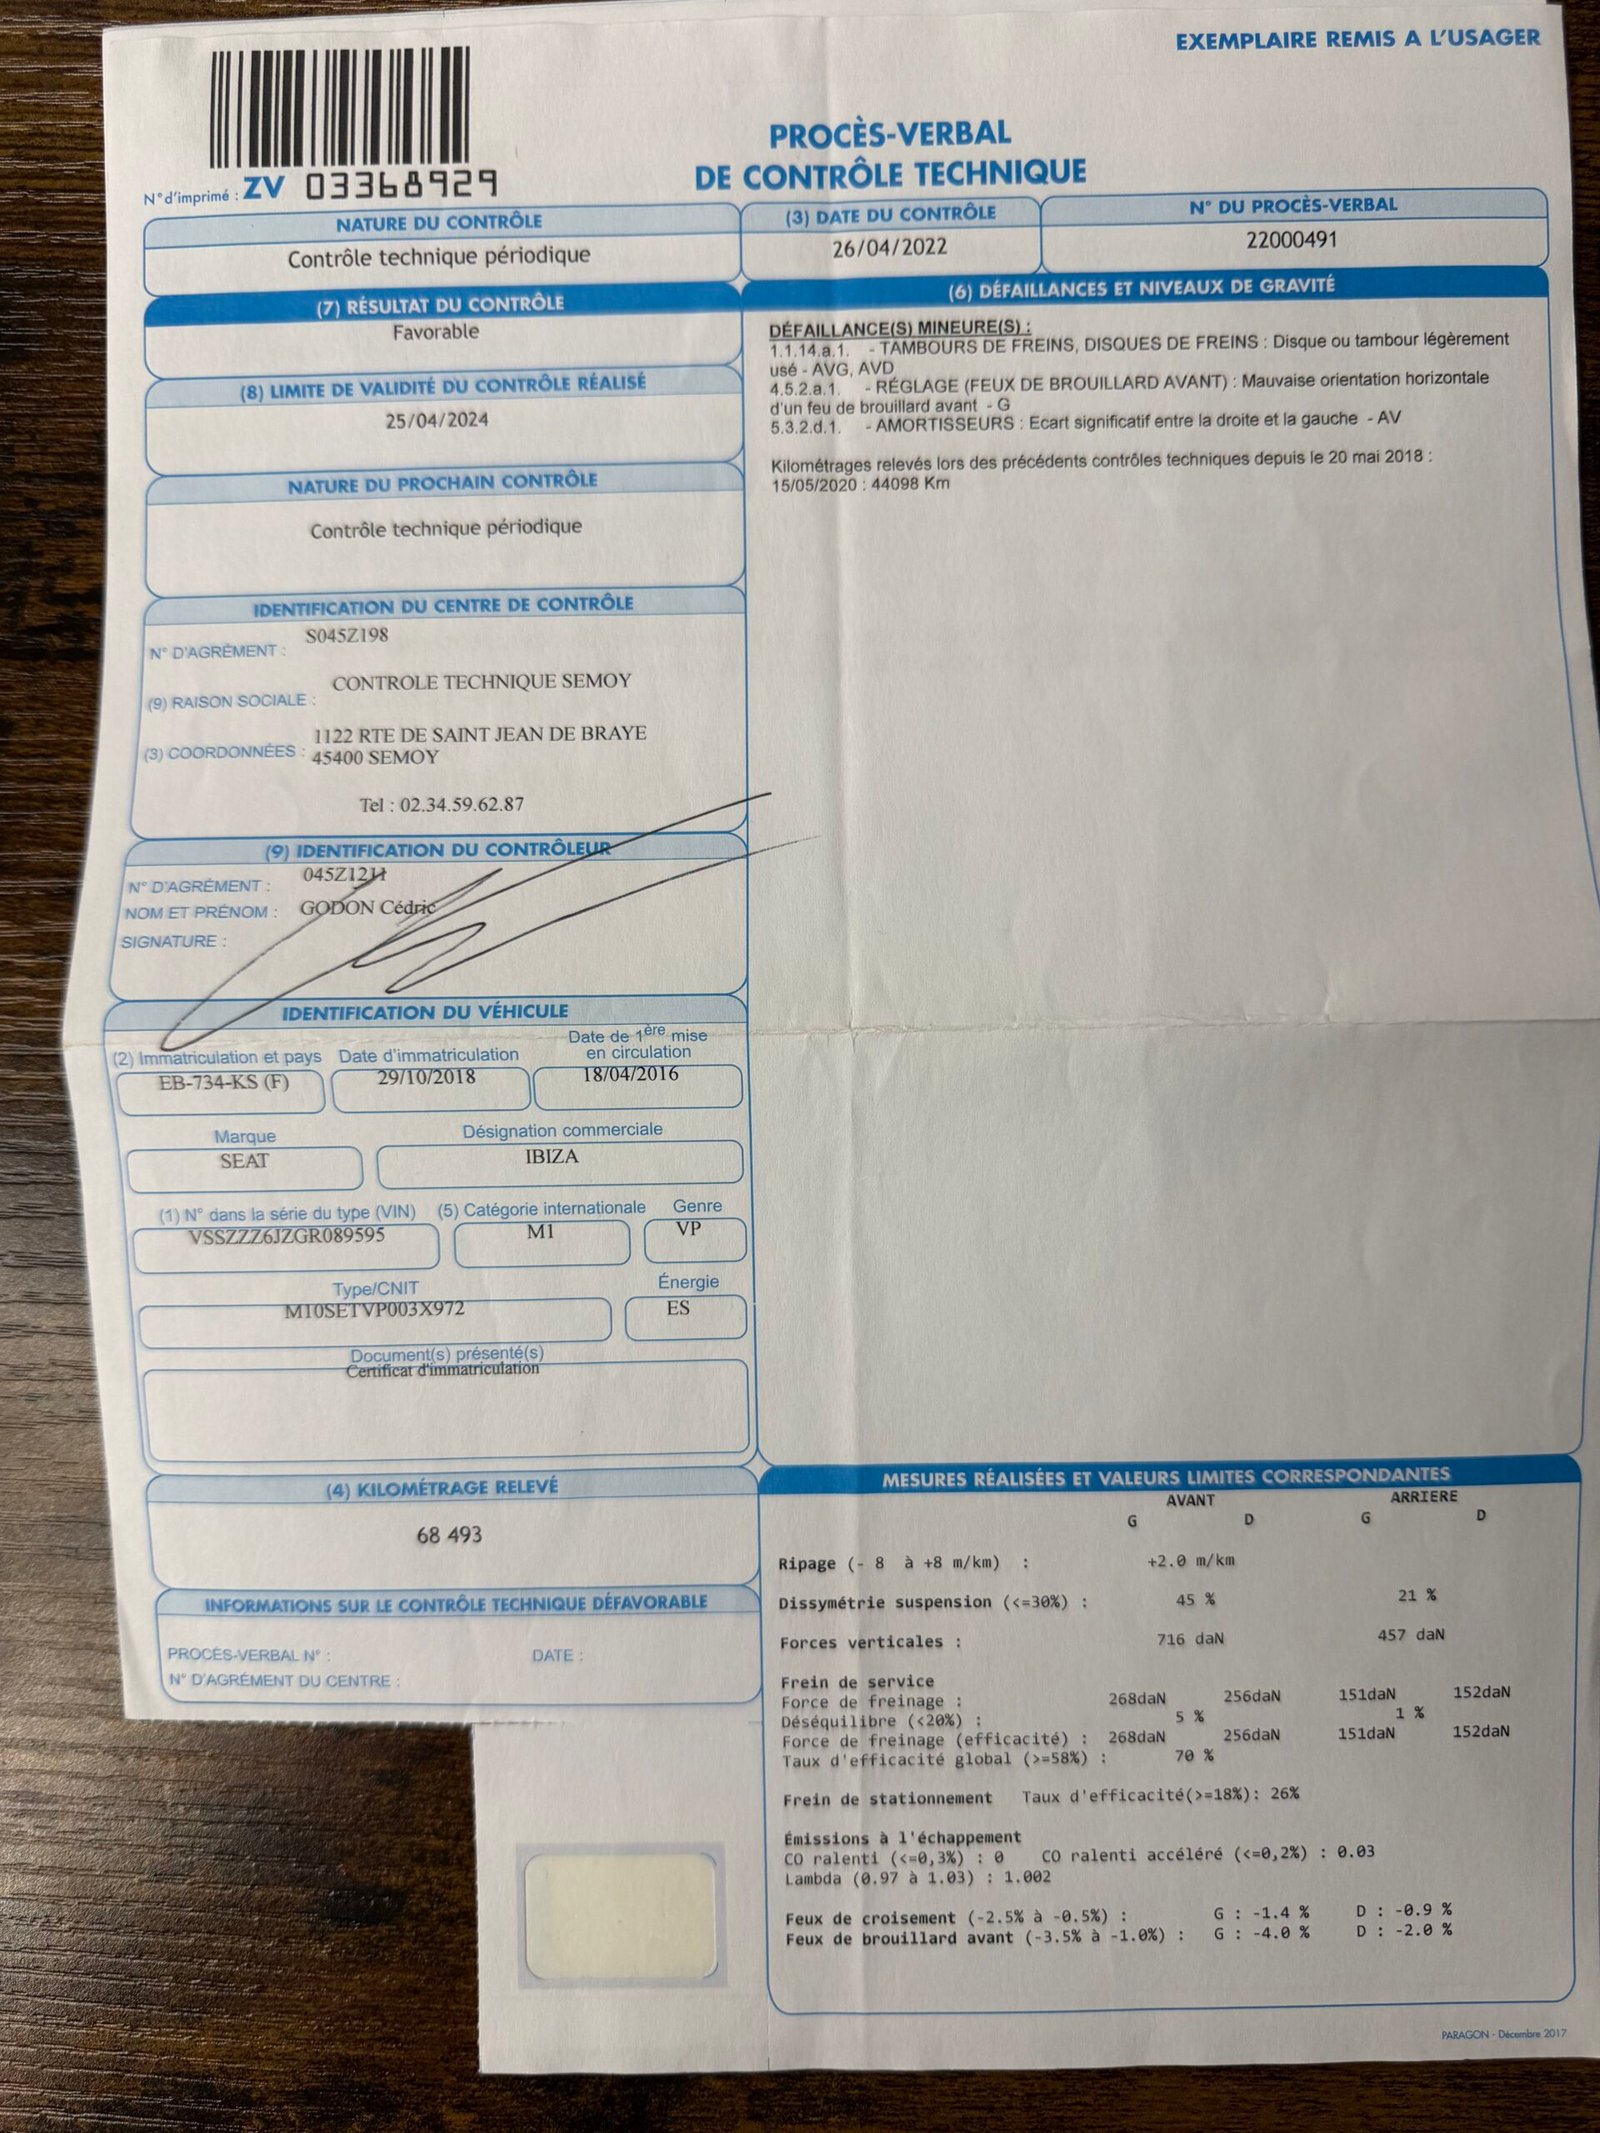 EXEMPLAIRE REMIS A L'USAGER
N° d'imprimé : ZV 03368929
PROCÈS-VERBAL
DE CONTRÔLE TECHNIQUE
NATURE DU CONTRÔLE
Contrôle technique périodique
(3) DATE DU CONTRÔLE
26/04/2022
N° DU PROCÈS-VERBAL
22000491
(7) RÉSULTAT DU CONTRÔLE
Favorable
(8) LIMITE DE VALIDITÉ DU CONTRÔLE RÉALISÉ
25/04/2024
NATURE DU PROCHAIN CONTRÔLE
Contrôle technique périodique
IDENTIFICATION DU CENTRE DE CONTRÔLE
N° D'AGRÉMENT : S045Z198
(9) RAISON SOCIALE : CONTROLE TECHNIQUE SEMOY
(3) COORDONNÉES : 1122 RTE DE SAINT JEAN DE BRAYE
45400 SEMOY
Tel : 02.34.59.62.87
(9) IDENTIFICATION DU CONTRÔLEUR
N° D'AGRÉMENT : 045Z1211
NOM ET PRÉNOM : GODON Cédric
SIGNATURE :
IDENTIFICATION DU VÉHICULE
(2) Immatriculation et pays
EB-734-KS (F)
Date d'immatriculation
29/10/2018
Date de 1ère mise
en circulation
18/04/2016
Marque
SEAT
Désignation commerciale
IBIZA
(1) N° dans la série du type (VIN)
VSSZZZ6JZGR089595
(5) Catégorie internationale
M1
Genre
VP
Type/CNIT
M10SETVP003X972
Énergie
ES
Document(s) présenté(s)
Certificat d'immatriculation
(4) KILOMÉTRAGE RELEVÉ
68 493
INFORMATIONS SUR LE CONTRÔLE TECHNIQUE DÉFAVORABLE
PROCÈS-VERBAL N° : DATE :
N° D'AGRÉMENT DU CENTRE :
(6) DÉFAILLANCES ET NIVEAUX DE GRAVITÉ
DÉFAILLANCE(S) MINEURE(S) :
1.1.14.a.1. - TAMBOURS DE FREINS, DISQUES DE FREINS : Disque ou tambour légèrement
usé - AVG, AVD
4.5.2.a.1. - RÉGLAGE (FEUX DE BROUILLARD AVANT) : Mauvaise orientation horizontale
d'un feu de brouillard avant - G
5.3.2.d.1. - AMORTISSEURS : Ecart significatif entre la droite et la gauche - AV
Kilométrages relevés lors des précédents contrôles techniques depuis le 20 mai 2018 :
15/05/2020 : 44098 Km
MESURES RÉALISÉES ET VALEURS LIMITES CORRESPONDANTES
AVANT ARRIERE
G D G D
Ripage (- 8 à +8 m/km) : +2.0 m/km
Dissymétrie suspension (<=30%) : 45 % 21 %
Forces verticales : 716 daN 457 daN
Frein de service
Force de freinage : 268daN 256daN 151daN 152daN
Déséquilibre (<20%) : 5 % 1 %
Force de freinage (efficacité) : 268daN 256daN 151daN 152daN
Taux d'efficacité global (>=58%) : 70 %
Frein de stationnement Taux d'efficacité(>=18%): 26%
Émissions à l'échappement
CO ralenti (<=0,3%) : 0 CO ralenti accéléré (<=0,2%) : 0.03
Lambda (0.97 à 1.03) : 1.002
Feux de croisement (-2.5% à -0.5%) : G : -1.4 % D : -0.9 %
Feux de brouillard avant (-3.5% à -1.0%) : G : -4.0 % D : -2.0 %
PARAGON - Décembre 2017